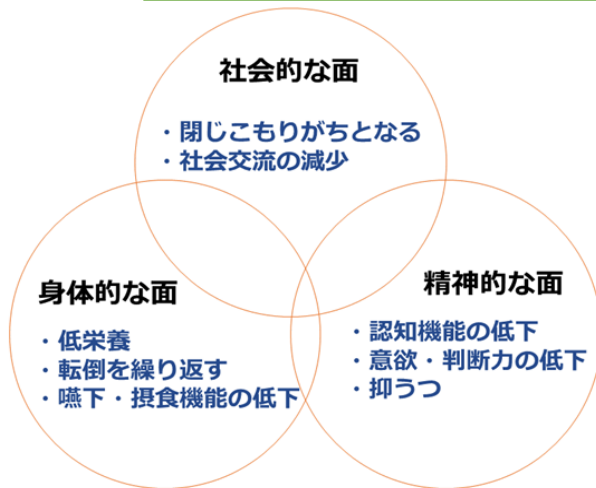 社会的な面
・閉じこもりがちとなる
・社会交流の減少
身体的な面
・低栄養
・転倒を繰り返す
・嚥下・摂食機能の低下
精神的な面
・認知機能の低下
・意欲・判断力の低下
・抑うつ